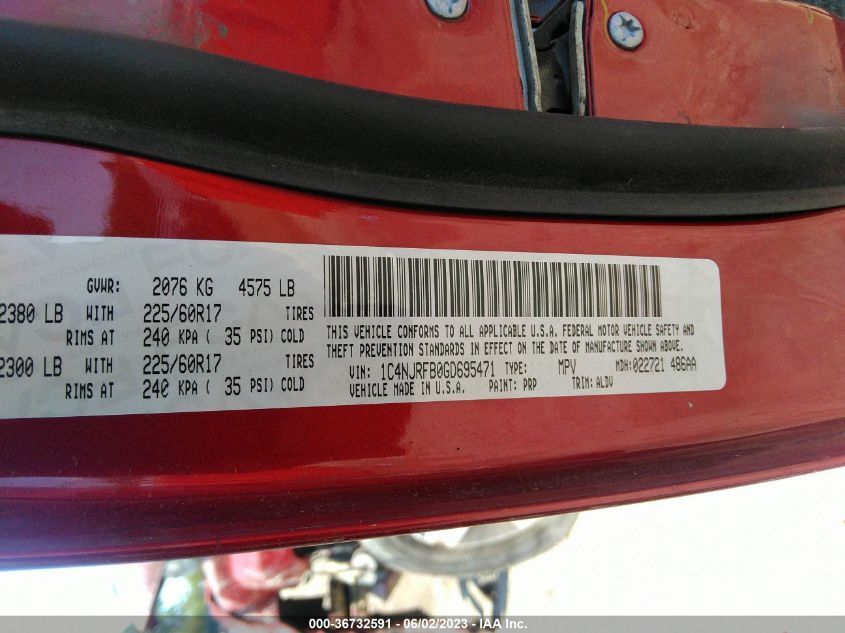 GVWR: 2076 KG 4575 LB
2380 LB WITH 225/60R17 TIRES
RIMS AT 240 KPA ( 35 PSI) COLD
2300 LB WITH 225/60R17 TIRES
RIMS AT 240 KPA ( 35 PSI) COLD
THIS VEHICLE CONFORMS TO ALL APPLICABLE U.S.A. FEDERAL MOTOR VEHICLE SAFETY AND
THEFT PREVENTION STANDARDS IN EFFECT ON THE DATE OF MANUFACTURE SHOWN ABOVE.
VIN: 1C4NJRFB0GD695471 TYPE: MPV MDH: 022721 486AA
VEHICLE MADE IN U.S.A. PAINT: PRP TRIM: ALDV
000-36732591 - 06/02/2023 - IAA Inc.